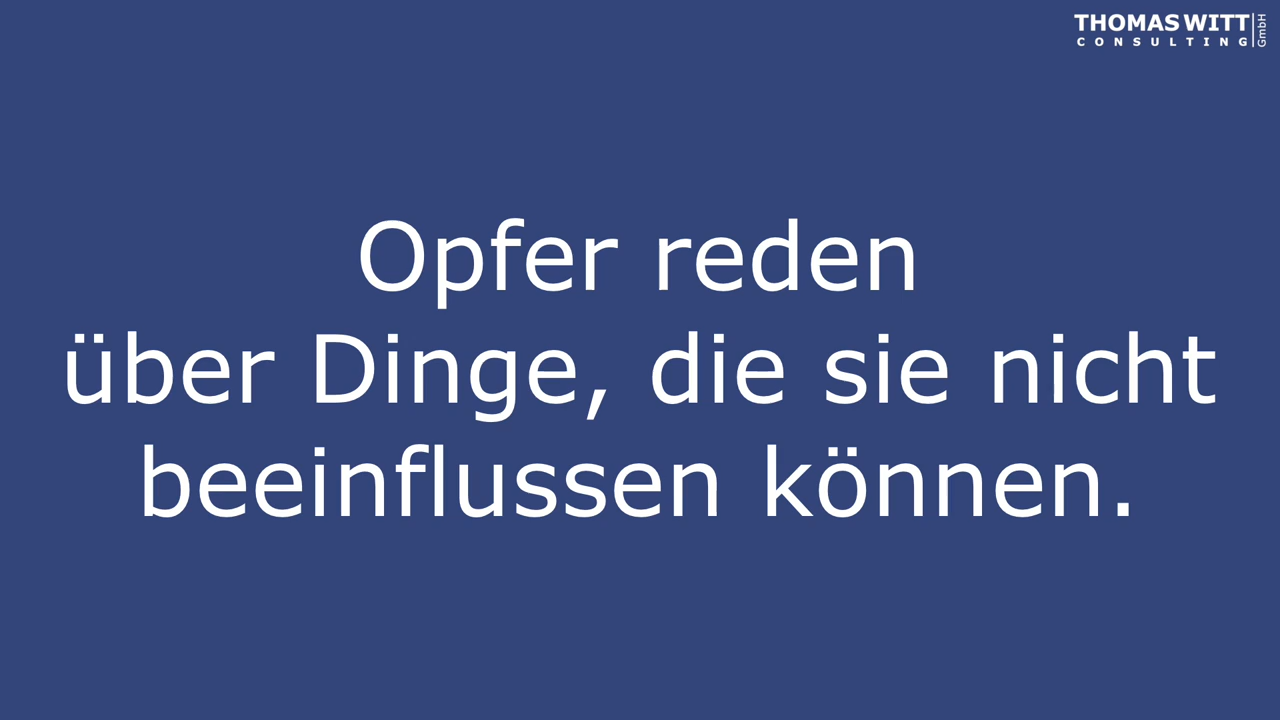 THOMAS WITT
CONSULTING
GmbH
Opfer reden
über Dinge, die sie nicht
beeinflussen können.